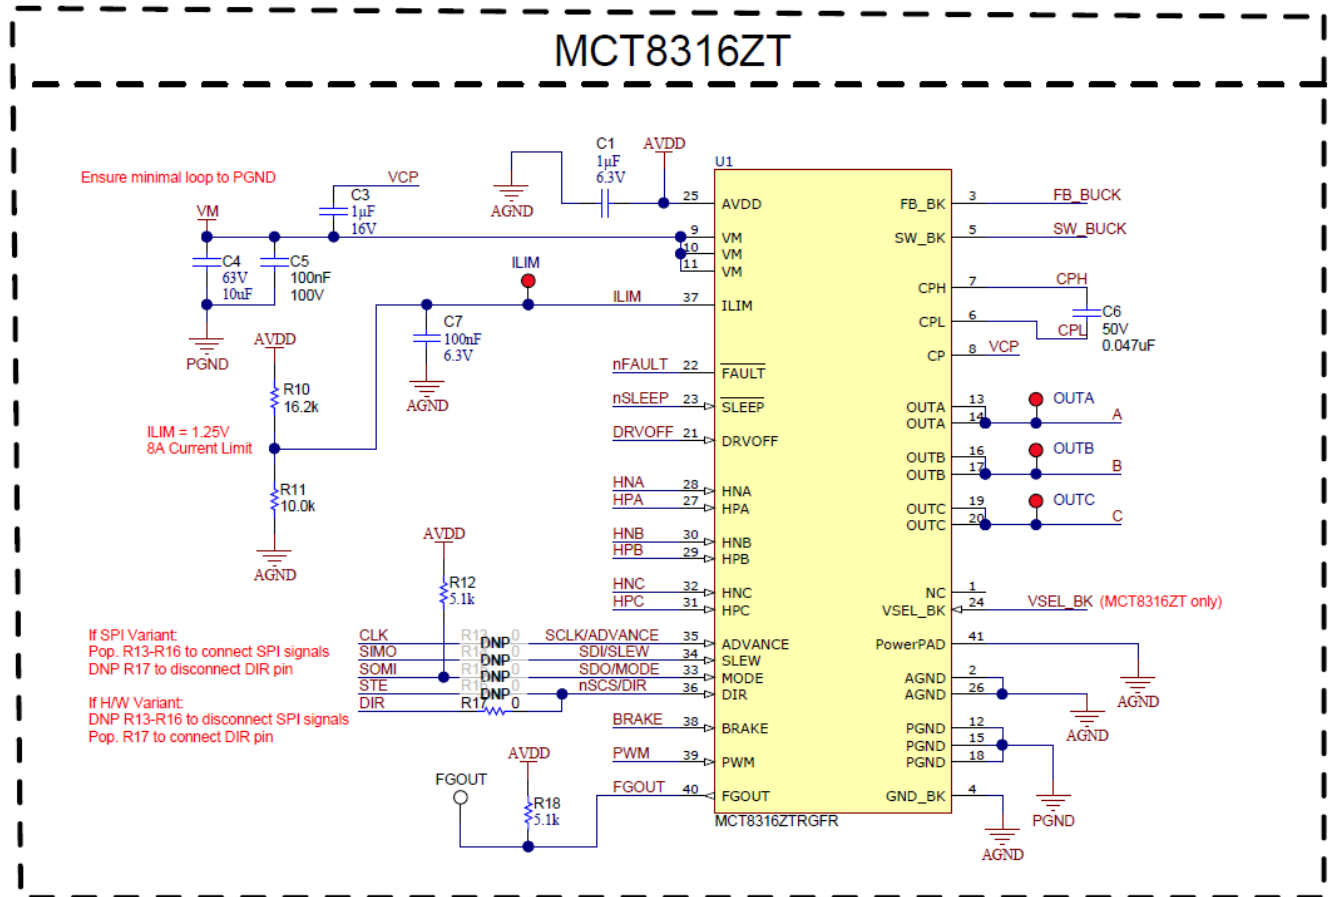 MCT8316ZT
Ensure minimal loop to PGND
VCP
C3
1µF
16V
VM
C4
63V
10uF
C5
100nF
100V
PGND
C1
1µF
6.3V
AVDD
AGND
ILIM
ILIM
C7
100nF
6.3V
AGND
AVDD
R10
16.2k
ILIM = 1.25V
8A Current Limit
R11
10.0k
AGND
AVDD
R12
5.1k
If SPI Variant:
Pop. R13-R16 to connect SPI signals
DNP R17 to disconnect DIR pin
If H/W Variant:
DNP R13-R16 to disconnect SPI signals
Pop. R17 to connect DIR pin
CLK
SIMO
SOMI
STE
DIR
DNP 0
DNP 0
DNP 0
DNP 0
R17 0
SCLK/ADVANCE
SDI/SLEW
SDO/MODE
nSCS/DIR
nFAULT
nSLEEP
DRVOFF
HNA
HPA
HNB
HPB
HNC
HPC
BRAKE
PWM
FGOUT
FGOUT
AVDD
R18
5.1k
U1
25 AVDD
9 VM
10 VM
11 VM
37 ILIM
22 FAULT
23 SLEEP
21 DRVOFF
28 HNA
27 HPA
30 HNB
29 HPB
32 HNC
31 HPC
35 ADVANCE
34 SLEW
33 MODE
36 DIR
38 BRAKE
39 PWM
40 FGOUT
MCT8316ZTRGFR
FB_BK 3 FB_BUCK
SW_BK 5 SW_BUCK
CPH 7 CPH
CPL 6 CPL
C6
50V
0.047uF
CP 8 VCP
OUTA 13
OUTA 14
OUTA
A
OUTB 16
OUTB 17
OUTB
B
OUTC 19
OUTC 20
OUTC
C
NC 1
VSEL_BK 24 VSEL_BK (MCT8316ZT only)
PowerPAD 41
AGND
AGND 2
AGND 26
AGND
PGND 12
PGND 15
PGND 18
PGND
GND_BK 4
AGND